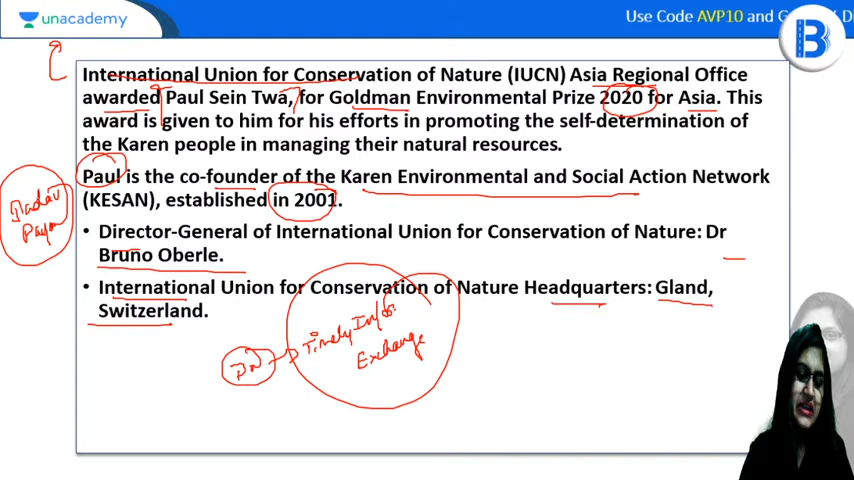 unacademy
Use Code AVP10 and G
B
International Union for Conservation of Nature (IUCN) Asia Regional Office
awarded Paul Sein Twa, for Goldman Environmental Prize 2020 for Asia. This
award is given to him for his efforts in promoting the self-determination of
the Karen people in managing their natural resources.
Paul is the co-founder of the Karen Environmental and Social Action Network
(KESAN), established in 2001.
• Director-General of International Union for Conservation of Nature: Dr
Bruno Oberle.
• International Union for Conservation of Nature Headquarters: Gland,
Switzerland.
Timely Infor
Exchange